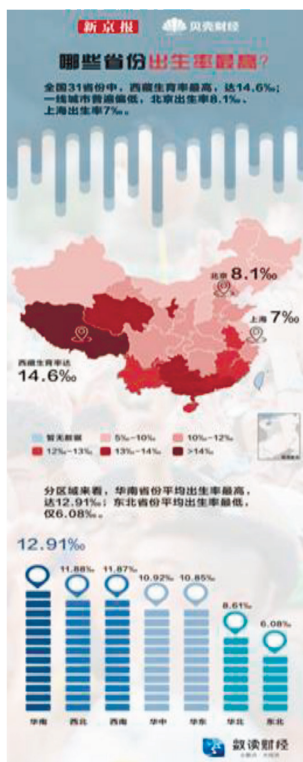 新京报 贝壳财经
哪些省份出生率最高?
全国31省份中，西藏生育率最高，达14.6‰；
一线城市普遍偏低，北京出生率8.1‰、
上海出生率7‰。
北京 8.1‰
上海 7‰
西藏生育率达
14.6‰
暂无数据 5‰-10‰ 10‰-12‰
12‰-13‰ 13‰-14‰ >14‰
分区域来看，华南省份平均出生率最高，
达12.91‰；东北省份平均出生率最低，
仅6.08‰。
12.91‰
11.88‰ 11.87‰ 10.92‰ 10.85‰ 8.61‰ 6.08‰
华南 西北 西南 华中 华东 华北 东北
数读财经